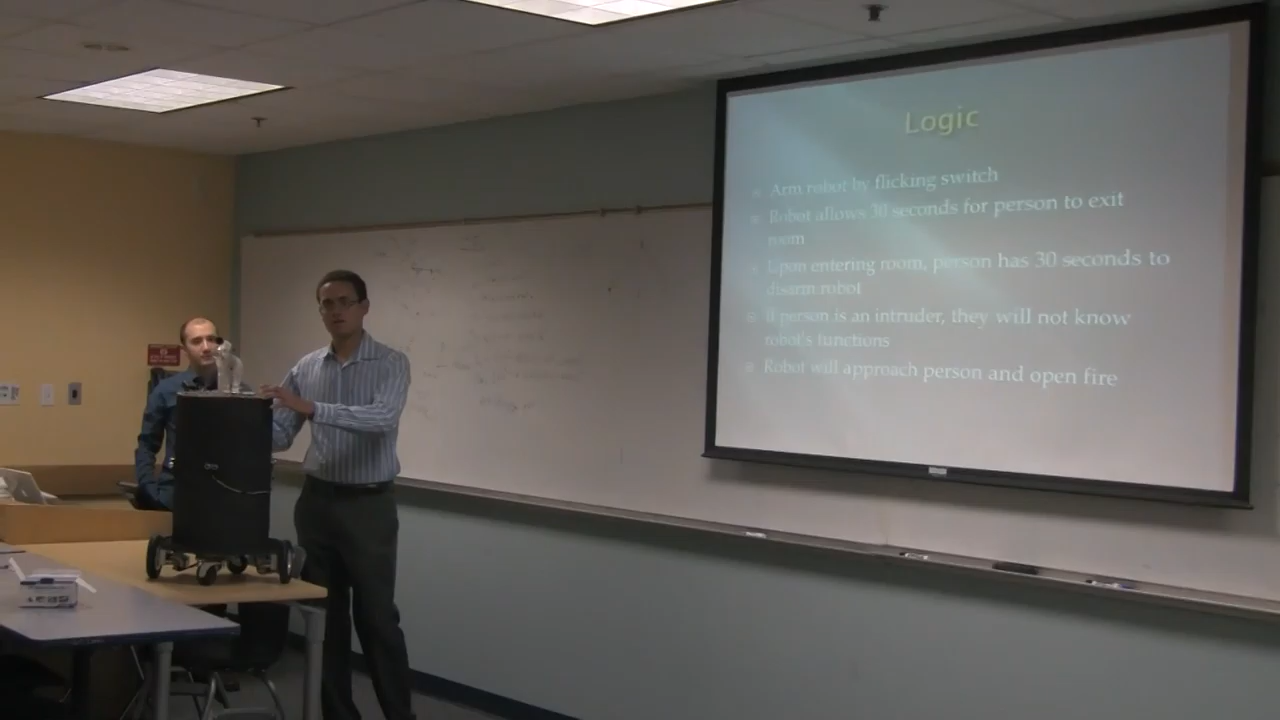 Logic
Arm robot by flicking switch
Robot allows 30 seconds for person to exit
room
Upon entering room, person has 30 seconds to
disarm robot
If person is an intruder, they will not know
robot's functions
Robot will approach person and open fire